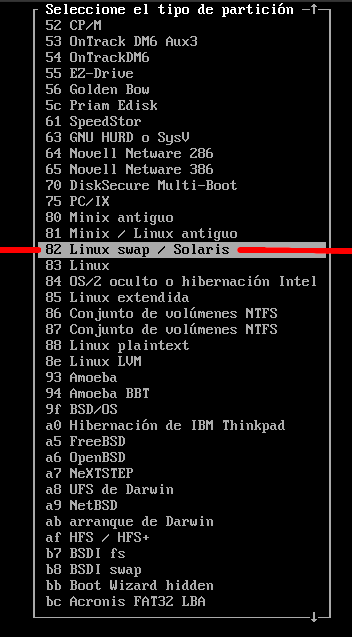 Seleccione el tipo de partición
52 CP/M
53 OnTrack DM6 Aux3
54 OnTrackDM6
55 EZ-Drive
56 Golden Bow
5c Priam Edisk
61 SpeedStor
63 GNU HURD o SysV
64 Novell Netware 286
65 Novell Netware 386
70 DiskSecure Multi-Boot
75 PC/IX
80 Minix antiguo
81 Minix / Linux antiguo
82 Linux swap / Solaris
83 Linux
84 OS/2 oculto o hibernación Intel
85 Linux extendida
86 Conjunto de volúmenes NTFS
87 Conjunto de volúmenes NTFS
88 Linux plaintext
8e Linux LVM
93 Amoeba
94 Amoeba BBT
9f BSD/OS
a0 Hibernación de IBM Thinkpad
a5 FreeBSD
a6 OpenBSD
a7 NeXTSTEP
a8 UFS de Darwin
a9 NetBSD
ab arranque de Darwin
af HFS / HFS+
b7 BSDI fs
b8 BSDI swap
bb Boot Wizard hidden
bc Acronis FAT32 LBA